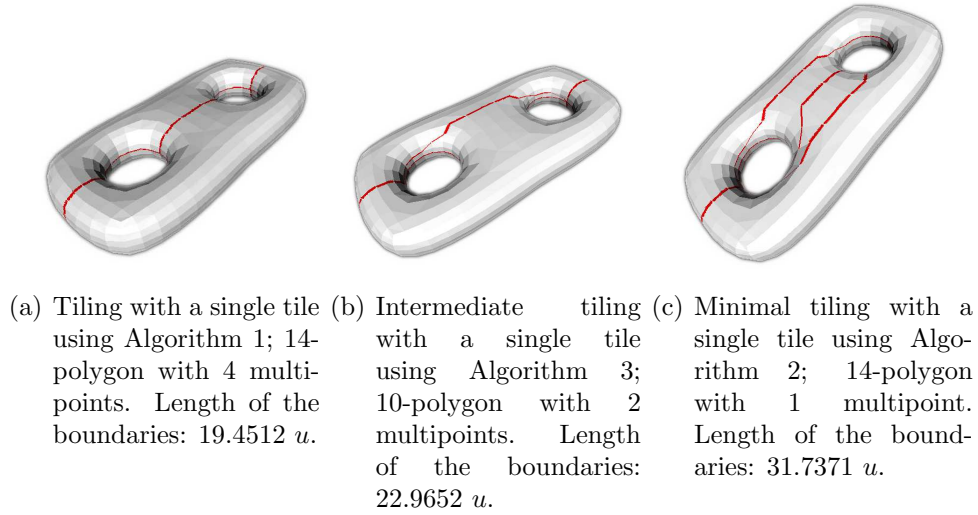 (a) Tiling with a single tile
using Algorithm 1; 14-
polygon with 4 multi-
points. Length of the
boundaries: 19.4512 u.
(b) Intermediate tiling
with a single tile
using Algorithm 3;
10-polygon with 2
multipoints. Length
of the boundaries:
22.9652 u.
(c) Minimal tiling with a
single tile using Algo-
rithm 2; 14-polygon
with 1 multipoint.
Length of the bound-
aries: 31.7371 u.